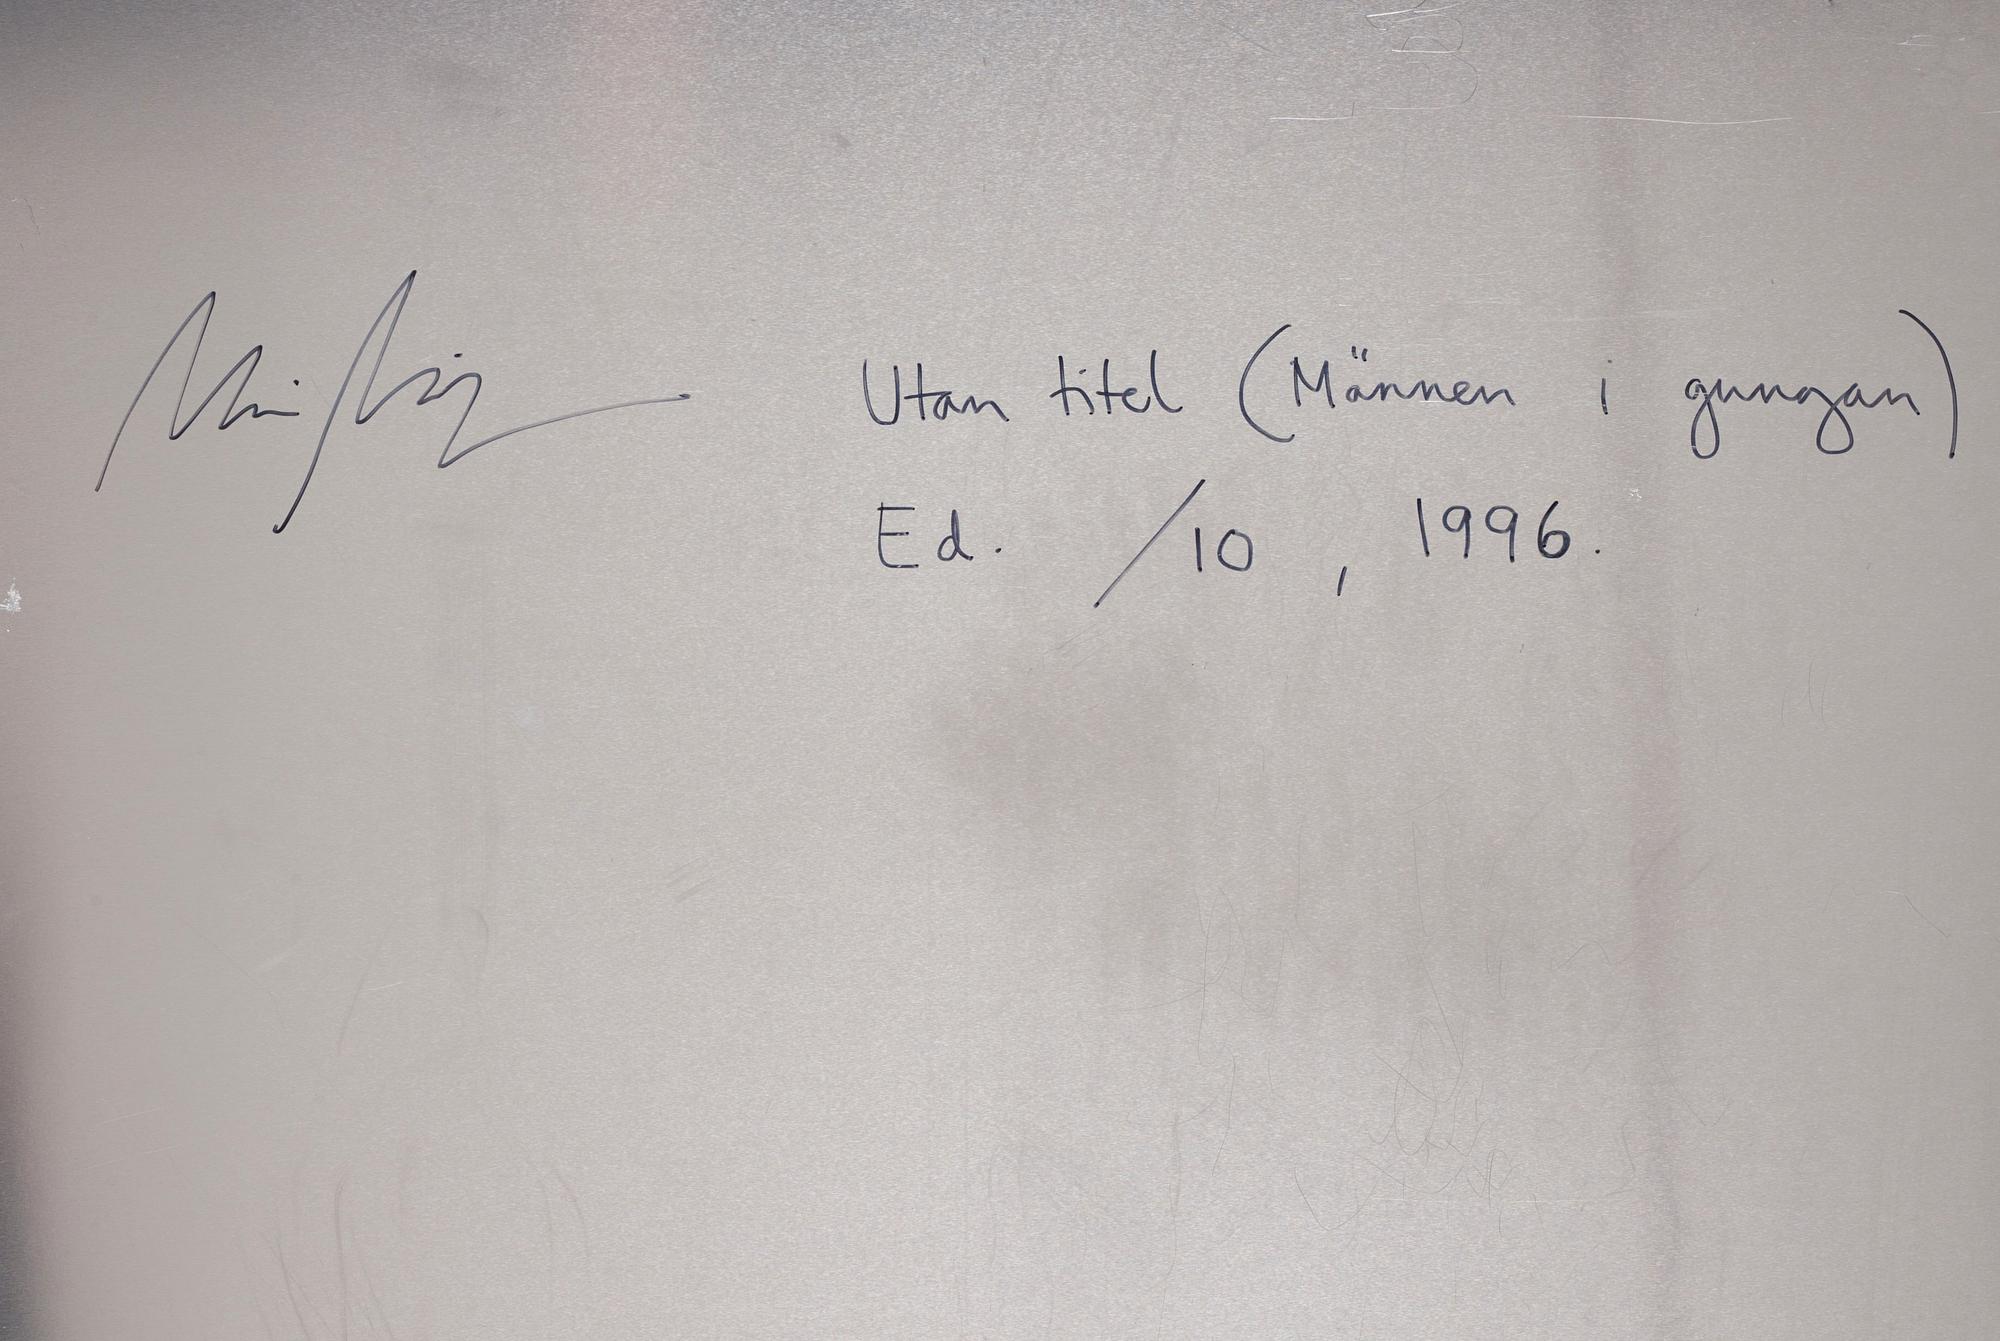 Utan titel (Männen i gungan)
Ed. /10, 1996.